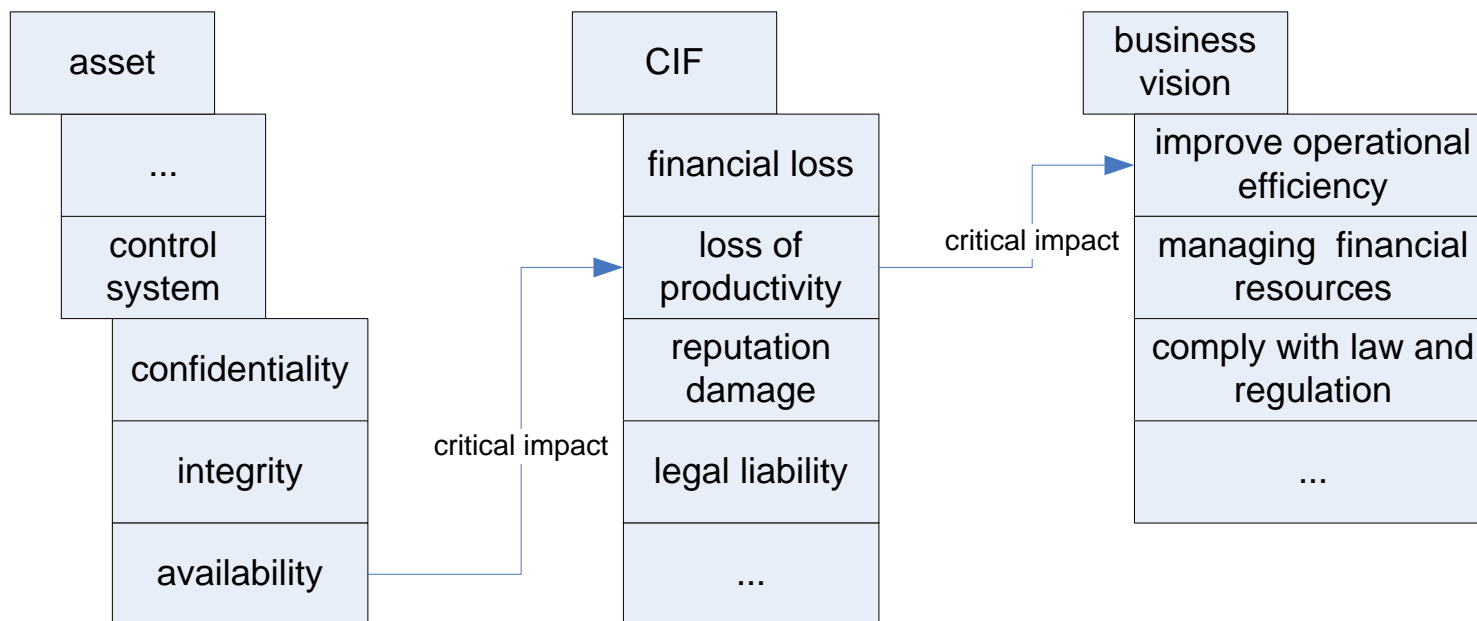 asset
...
control
system
confidentiality
integrity
availability
critical impact
CIF
financial loss
loss of
productivity
reputation
damage
legal liability
...
critical impact
business
vision
improve operational
efficiency
managing  financial
resources
comply with law and
regulation
...